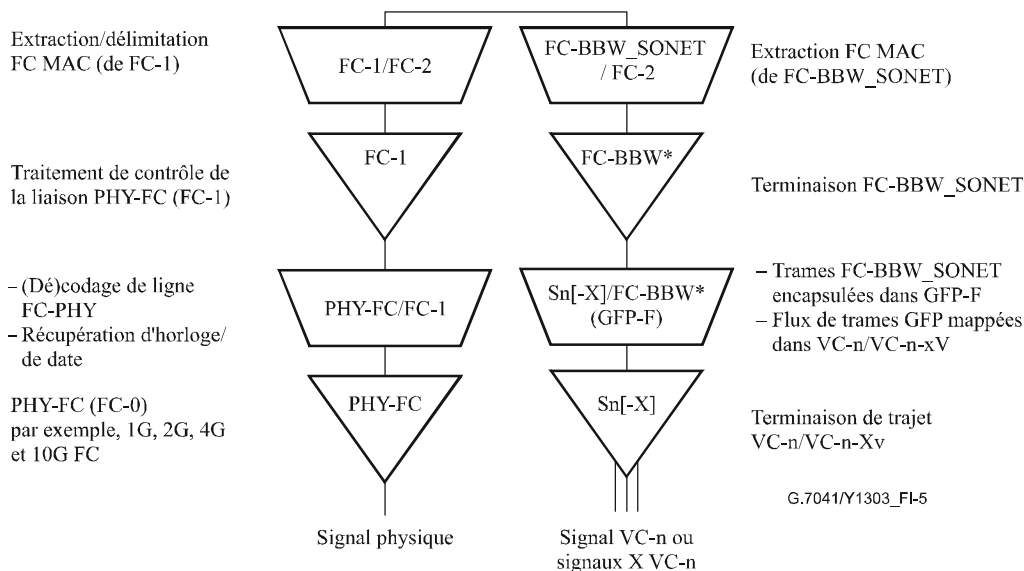 Extraction/délimitation
FC MAC (de FC-1)
FC-1/FC-2
FC-BBW_SONET
/ FC-2
Extraction FC MAC
(de FC-BBW_SONET)
Traitement de contrôle de
la liaison PHY-FC (FC-1)
FC-1
FC-BBW*
Terminaison FC-BBW_SONET
– (Dé)codage de ligne
FC-PHY
– Récupération d'horloge/
de date
PHY-FC/FC-1
Sn[-X]/FC-BBW*
(GFP-F)
– Trames FC-BBW_SONET
encapsulées dans GFP-F
– Flux de trames GFP mappées
dans VC-n/VC-n-xV
PHY-FC (FC-0)
par exemple, 1G, 2G, 4G
et 10G FC
PHY-FC
Sn[-X]
Terminaison de trajet
VC-n/VC-n-Xv
G.7041/Y1303_FI-5
Signal physique
Signal VC-n ou
signaux X VC-n